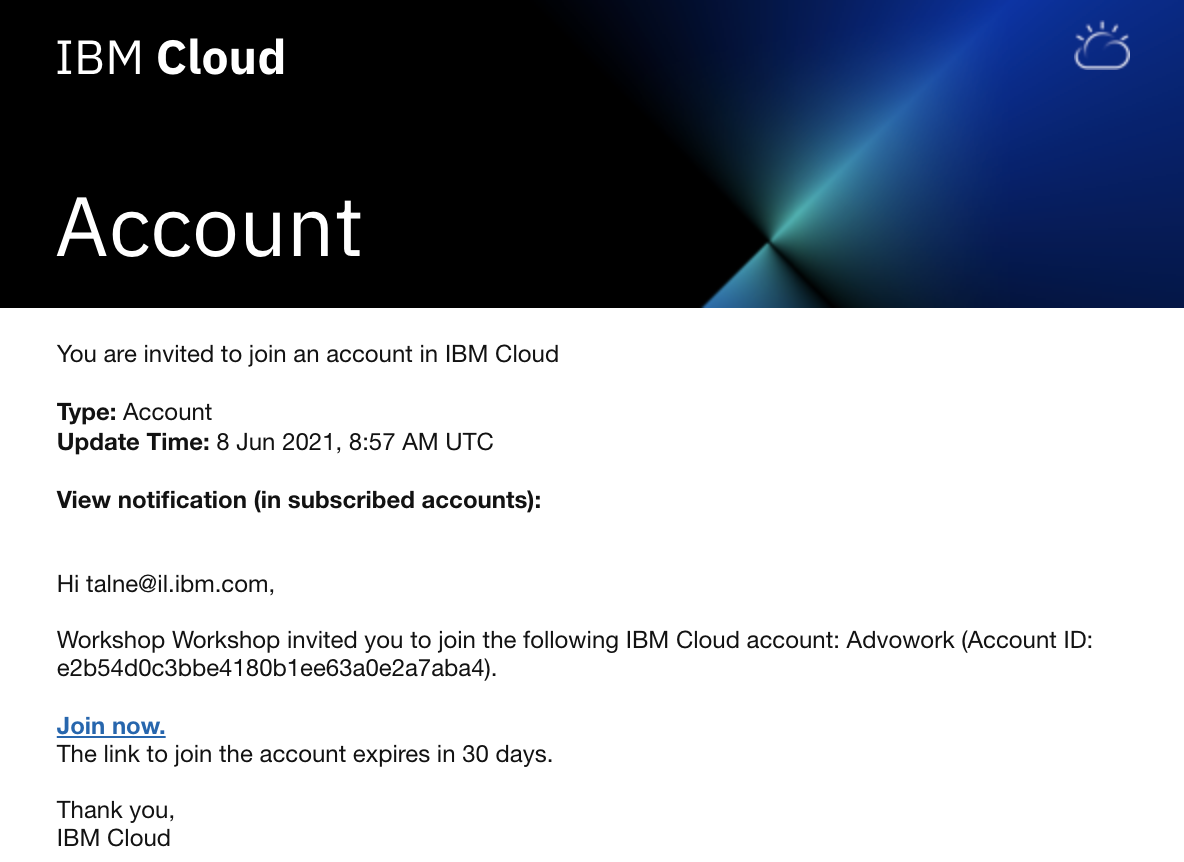 IBM Cloud
Account
You are invited to join an account in IBM Cloud
Type: Account
Update Time: 8 Jun 2021, 8:57 AM UTC
View notification (in subscribed accounts):
Hi talne@il.ibm.com,
Workshop Workshop invited you to join the following IBM Cloud account: Advowork (Account ID:
e2b54d0c3bbe4180b1ee63a0e2a7aba4).
Join now.
The link to join the account expires in 30 days.
Thank you,
IBM Cloud